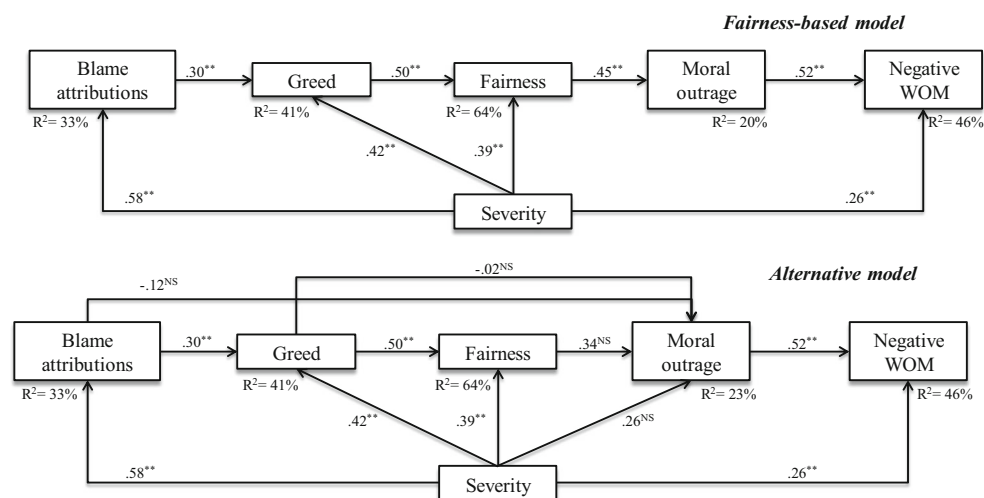 Fairness-based model
Blame
attributions
.30**
Greed
.50**
Fairness
.45**
Moral
outrage
.52**
Negative
WOM
R²= 33%
R²= 41%
R²= 64%
R²= 20%
R²= 46%
.42**
.39**
.58**
Severity
.26**
Alternative model
-.02NS
-.12NS
Blame
attributions
.30**
Greed
.50**
Fairness
.34NS
Moral
outrage
.52**
Negative
WOM
R²= 33%
R²= 41%
R²= 64%
R²= 23%
R²= 46%
.42**
.39**
.26NS
.58**
Severity
.26**